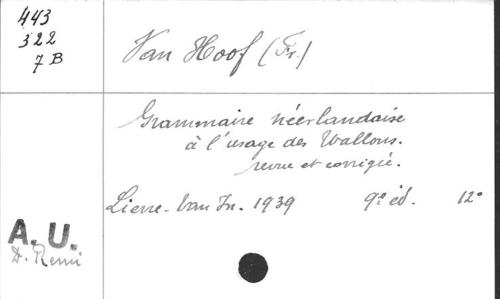 443
322
7 B
Van Hoof (Fr.)
Grammaire néerlandaise
à l'usage des Wallons.
revue et corrigée.
Lierre - Van In. 1939 9e éd. 12°
A. U.
D. Remi